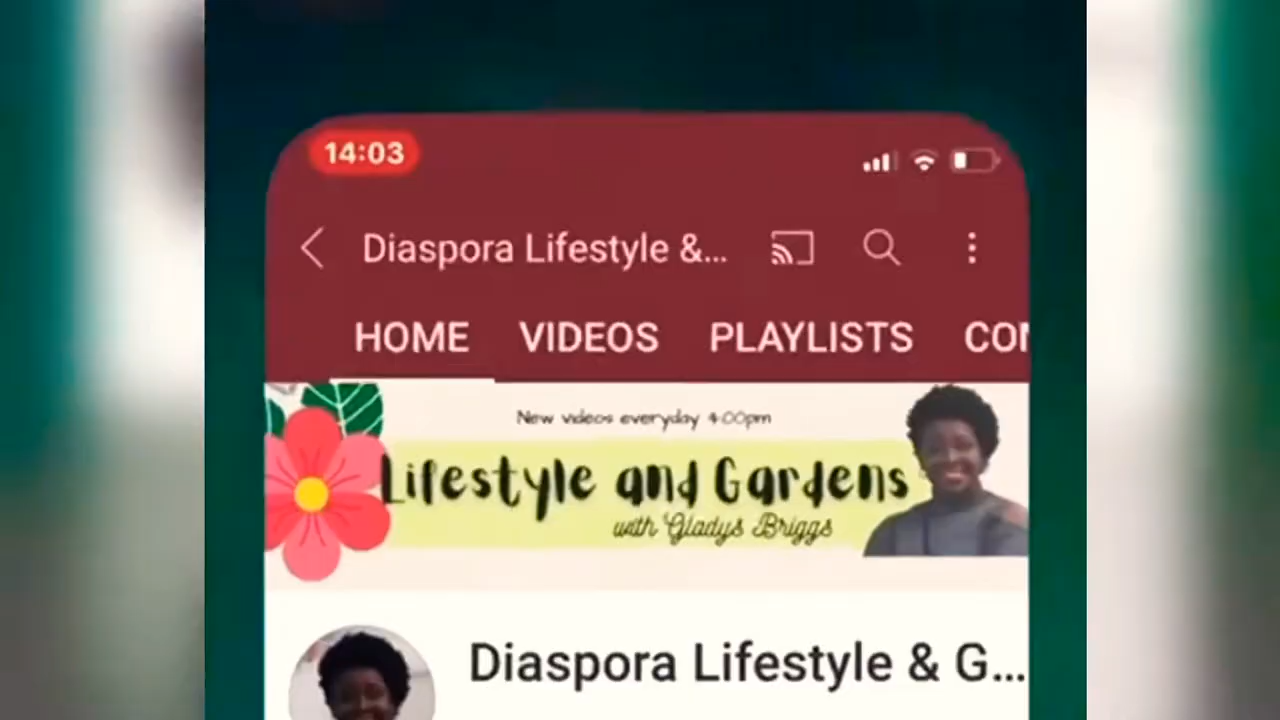 14:03
Diaspora Lifestyle &...
HOME VIDEOS PLAYLISTS CON
New videos everyday 4:00pm
Lifestyle and Gardens
with Gladys Briggs
Diaspora Lifestyle & G...